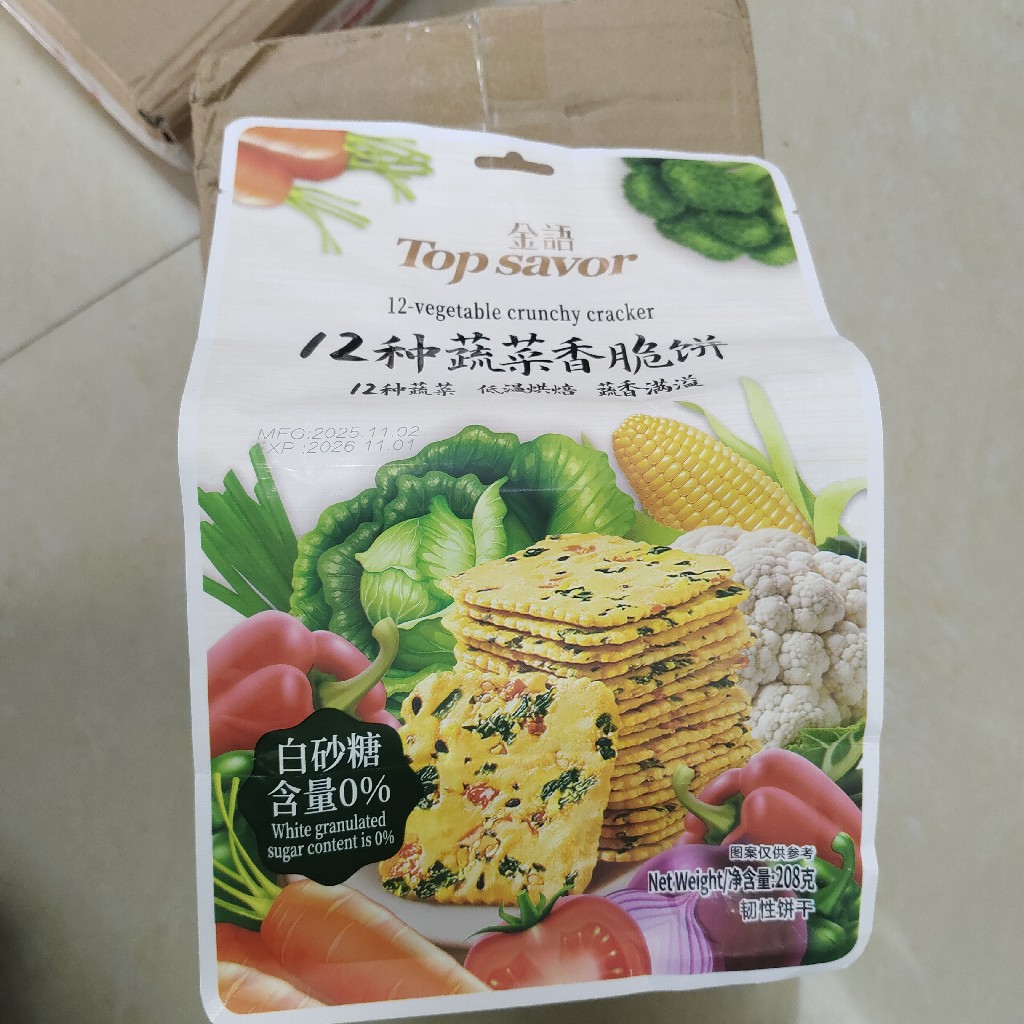 金語
Top savor
12-vegetable crunchy cracker
12种蔬菜香脆饼
12种蔬菜 低温烘焙 蔬香满溢
MFG:2025.11.02
EXP :2026 11.01
白砂糖
含量0%
White granulated
sugar content is 0%
图案仅供参考
Net Weight/净含量:208克
韧性饼干